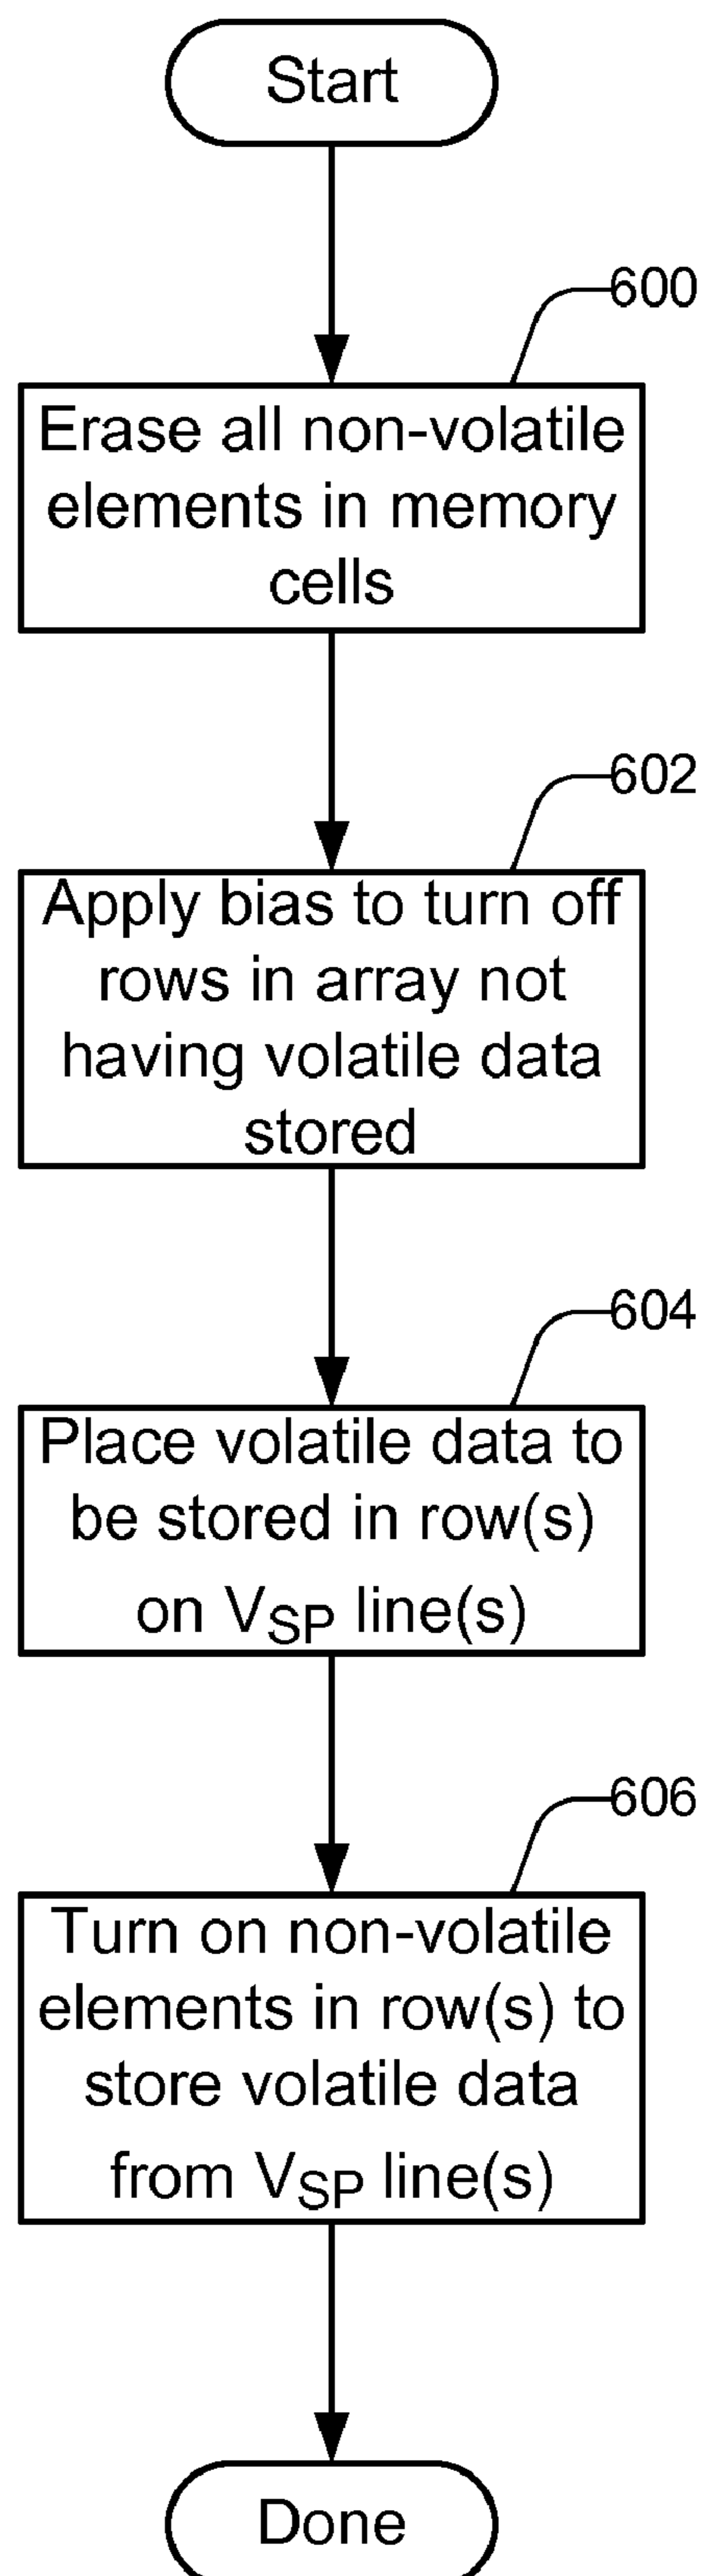 Start
600
Erase all non-volatile
elements in memory
cells
602
Apply bias to turn off
rows in array not
having volatile data
stored
604
Place volatile data to
be stored in row(s)
on VSP line(s)
606
Turn on non-volatile
elements in row(s) to
store volatile data
from VSP line(s)
Done